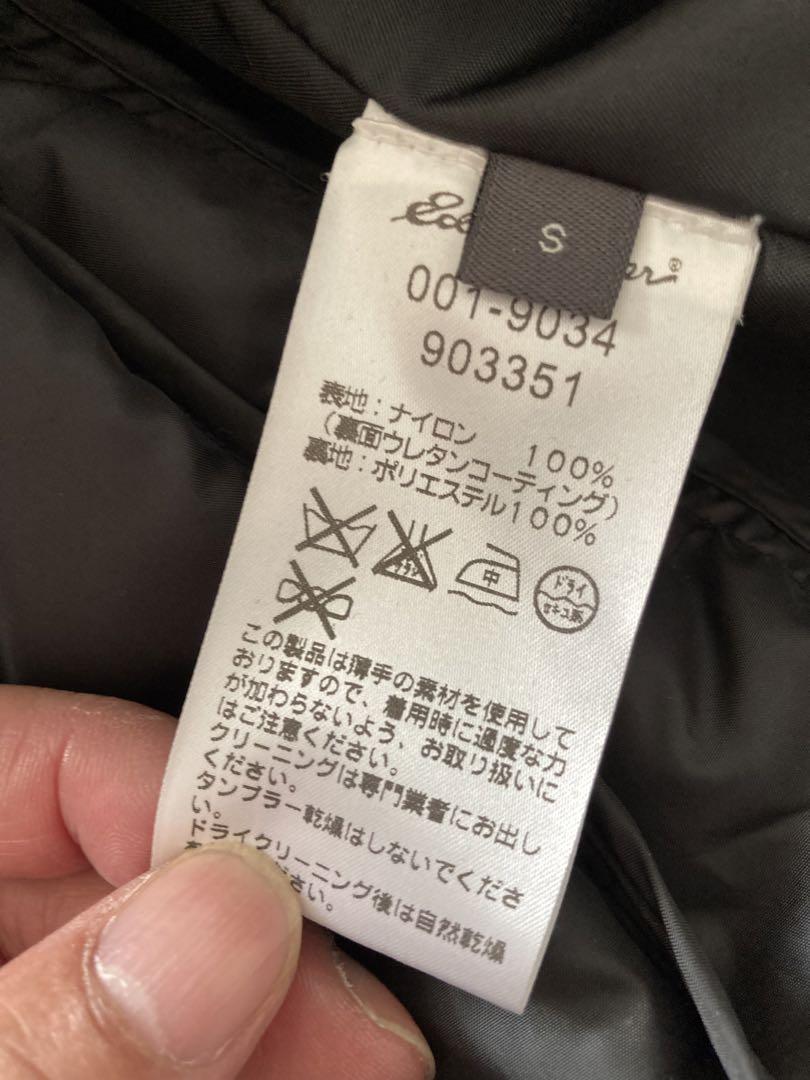 S
001-9034
903351
表地：ナイロン 100%
（裏面ウレタンコーティング）
裏地：ポリエステル100%
中
ドライ
セキユ系
この製品は薄手の素材を使用して
おりますので、着用時に過度な力
が加わらないよう、お取り扱いに
はご注意ください。
クリーニングは専門業者にお出し
ください。
タンブラー乾燥はしないでくださ
い。
ドライクリーニング後は自然乾燥
ださい。